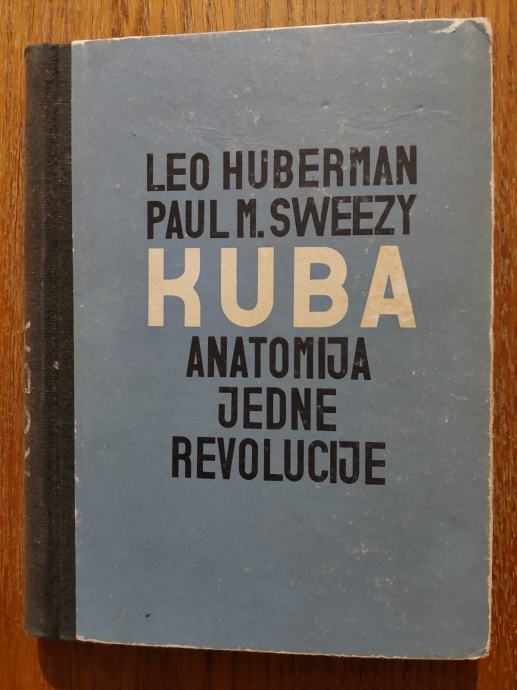 LEO HUBERMAN
PAUL M. SWEEZY
KUBA
ANATOMIJA
JEDNE
REVOLUCIJE